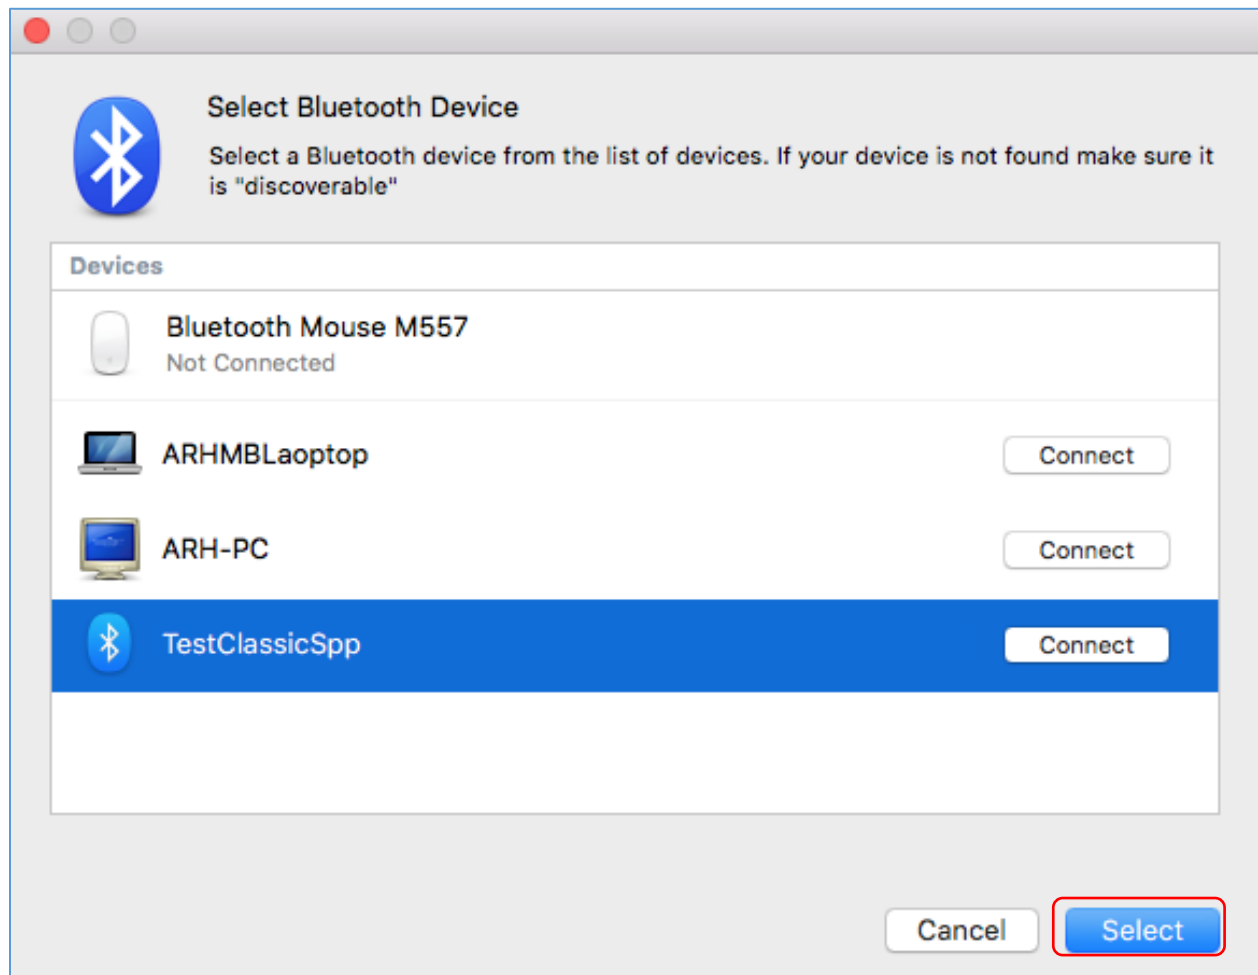 Select Bluetooth Device
Select a Bluetooth device from the list of devices. If your device is not found make sure it
is "discoverable"
Devices
Bluetooth Mouse M557
Not Connected
ARHMBLaoptop
Connect
ARH-PC
Connect
TestClassicSpp
Connect
Cancel
Select